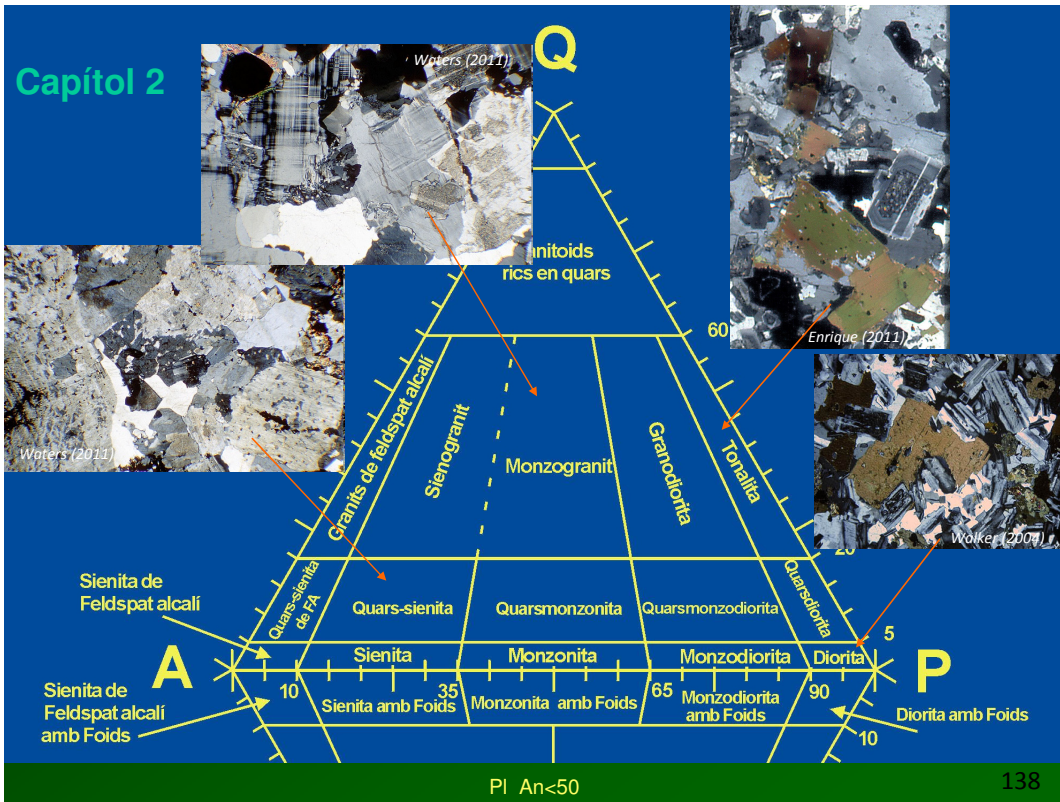 Capítol 2
Waters (2011)
Q
Enrique (2011)
Waters (2011)
Walker (2004)
rics en quars
60
Granits de feldspat alcalí
Sienogranit
Monzogranit
Granodiorita
Tonalita
20
Sienita de
Feldspat alcalí
Quars-sienita
de FA
Quars-sienita
Quarsmonzonita
Quarsmonzodiorita
Quarsdiorita
5
A
Sienita
Monzonita
Monzodiorita
Diorita
P
10
35
65
90
Sienita de
Feldspat alcalí
amb Foids
Sienita amb Foids
Monzonita amb Foids
Monzodiorita
amb Foids
Diorita amb Foids
10
Pl An<50
138